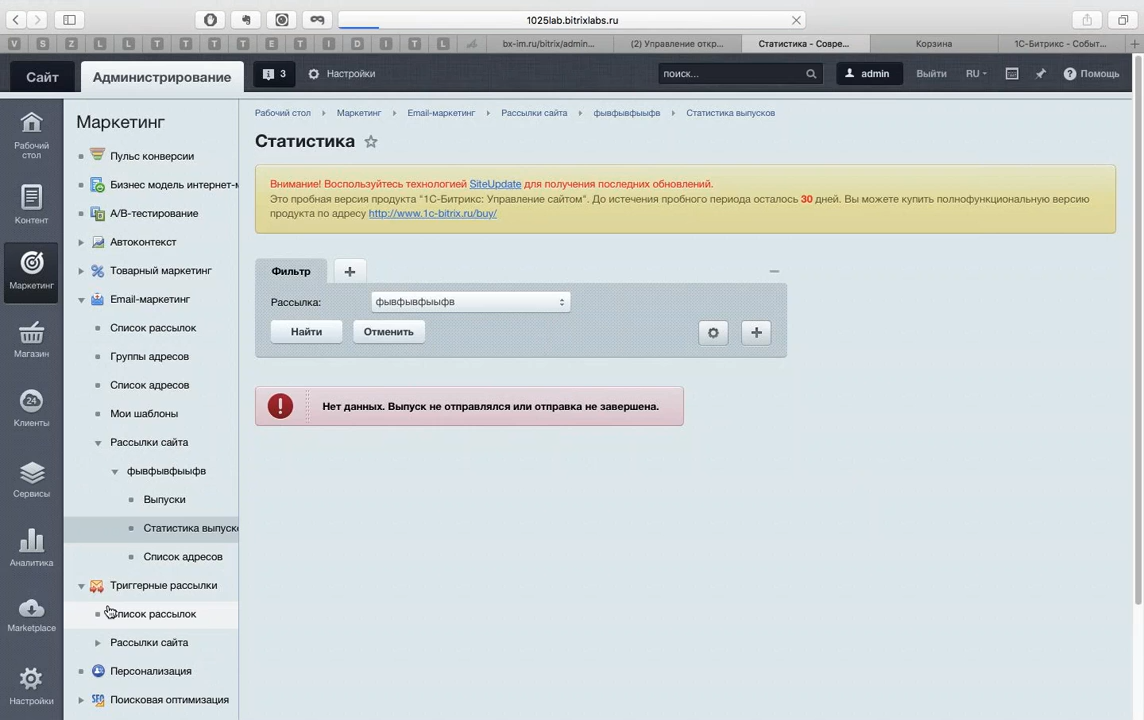 1025lab.bitrixlabs.ru
V S Z L L T T T T E T I D I T L
bx-im.ru/bitrix/admin...
(2) Управление откр...
Статистика - Совре...
Корзина
1С-Битрикс - Событ...
Сайт
Администрирование
3
Настройки
поиск...
admin
Выйти
RU
Помощь
Рабочий стол
Контент
Маркетинг
Магазин
24
Клиенты
Сервисы
Аналитика
Marketplace
Настройки
Маркетинг
Пульс конверсии
Бизнес модель интернет-м
A/B-тестирование
Автоконтекст
Товарный маркетинг
Email-маркетинг
Список рассылок
Группы адресов
Список адресов
Мои шаблоны
Рассылки сайта
фывфывфыыфв
Выпуски
Статистика выпуско
Список адресов
Триггерные рассылки
Список рассылок
Рассылки сайта
Персонализация
SEO Поисковая оптимизация
Рабочий стол Маркетинг Email-маркетинг Рассылки сайта фывфывфыыфв Статистика выпусков
Статистика
Внимание! Воспользуйтесь технологией SiteUpdate для получения последних обновлений.
Это пробная версия продукта "1С-Битрикс: Управление сайтом". До истечения пробного периода осталось 30 дней. Вы можете купить полнофункциональную версию
продукта по адресу http://www.1c-bitrix.ru/buy/
Фильтр
Рассылка: фывфывфыыфв
Найти Отменить
Нет данных. Выпуск не отправлялся или отправка не завершена.